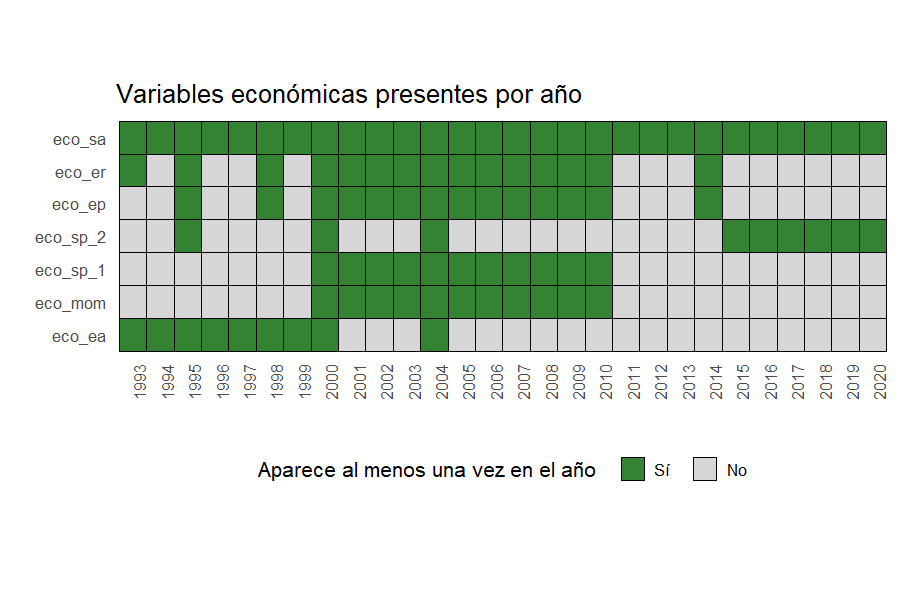 Variables económicas presentes por año
eco_sa
eco_er
eco_ep
eco_sp_2
eco_sp_1
eco_mom
eco_ea
1993 1994 1995 1996 1997 1998 1999 2000 2001 2002 2003 2004 2005 2006 2007 2008 2009 2010 2011 2012 2013 2014 2015 2016 2017 2018 2019 2020
Aparece al menos una vez en el año Sí No